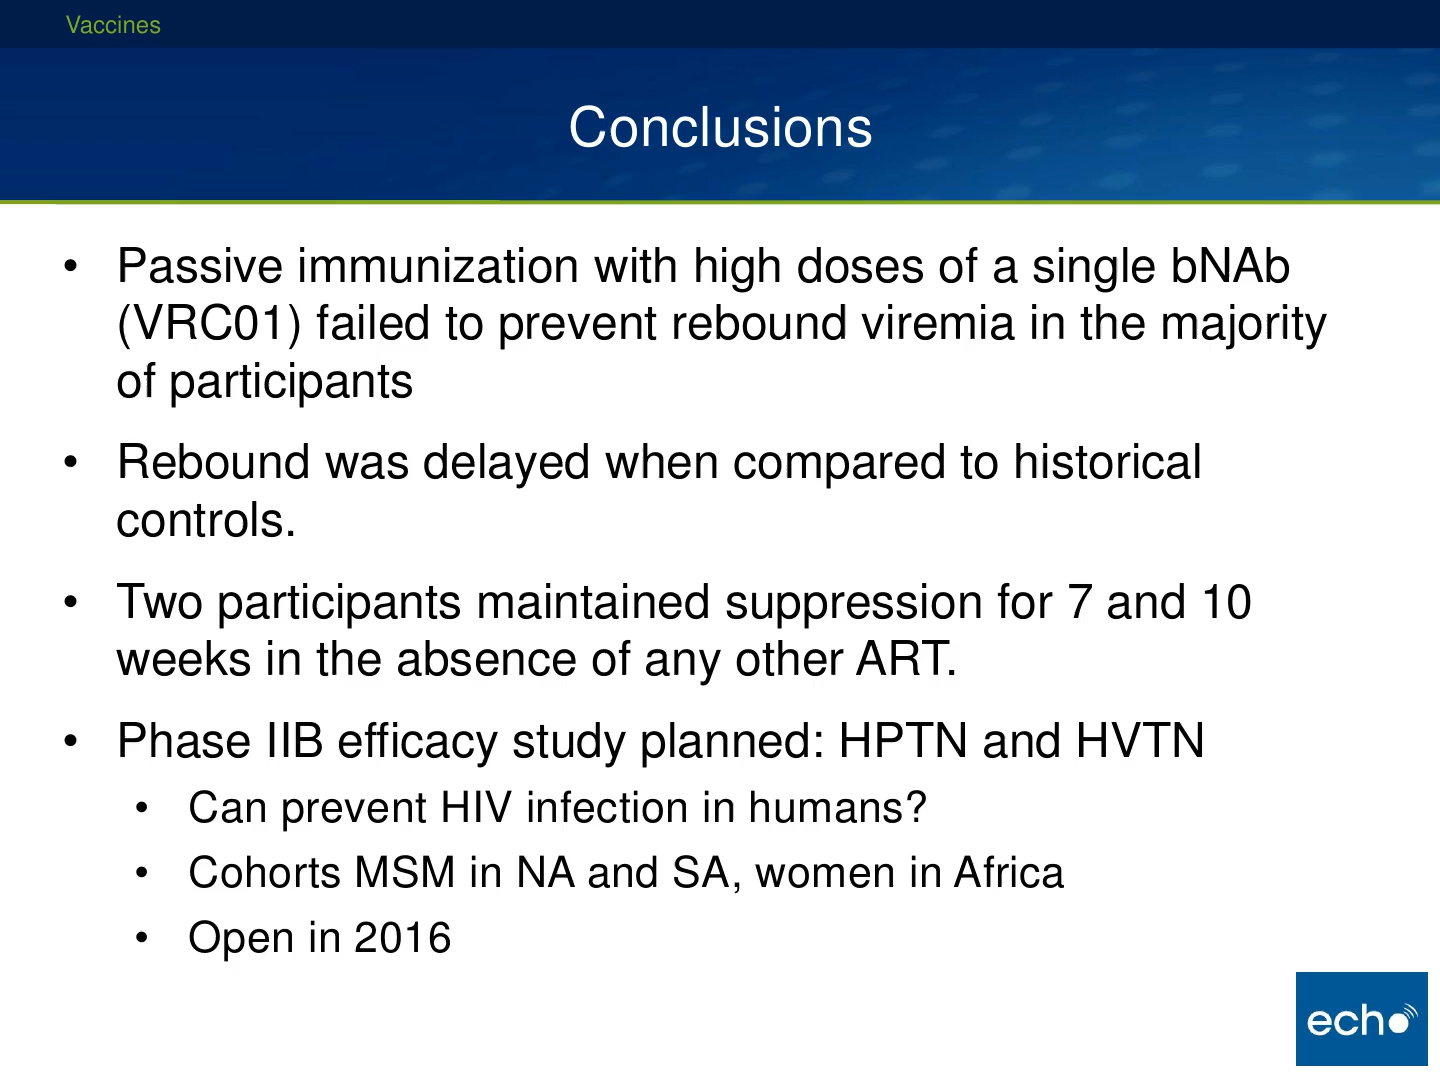 Vaccines
Conclusions
• Passive immunization with high doses of a single bNAb
(VRC01) failed to prevent rebound viremia in the majority
of participants
• Rebound was delayed when compared to historical
controls.
• Two participants maintained suppression for 7 and 10
weeks in the absence of any other ART.
• Phase IIB efficacy study planned: HPTN and HVTN
• Can prevent HIV infection in humans?
• Cohorts MSM in NA and SA, women in Africa
• Open in 2016
echo